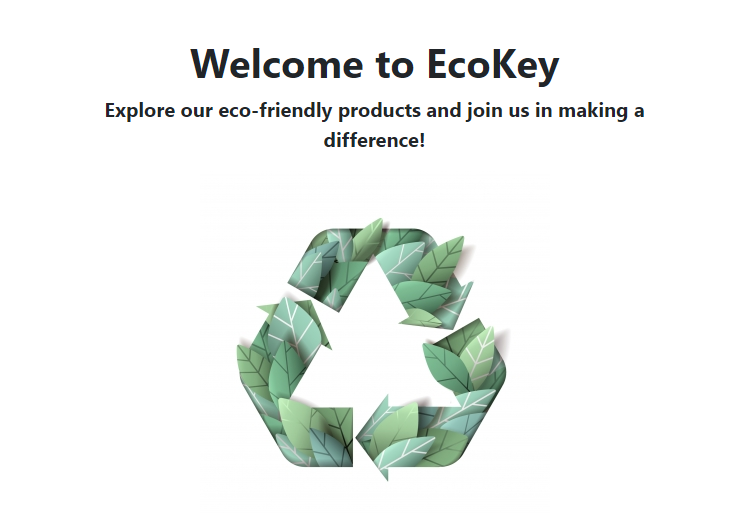 Welcome to EcoKey
Explore our eco-friendly products and join us in making a
difference!